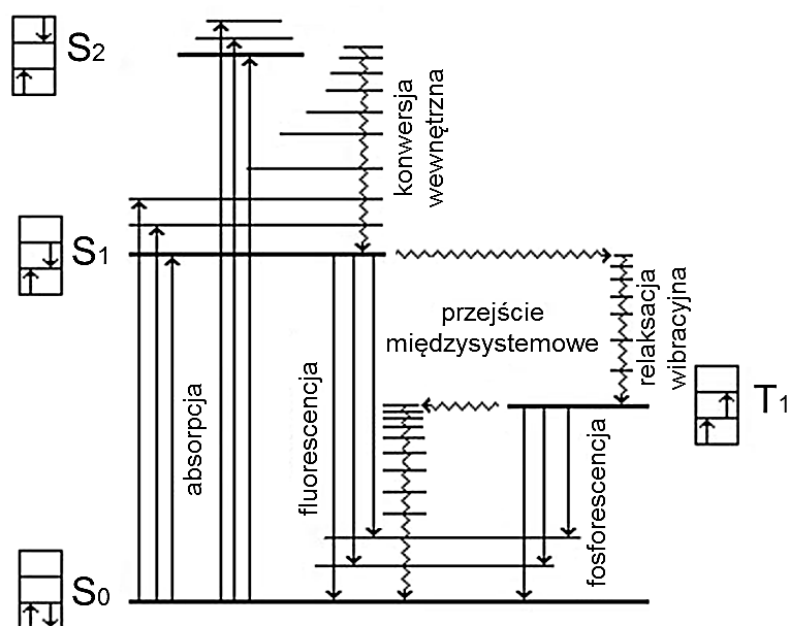 S2
konwersja
wewnętrzna
S1
przejście
międzysystemowe
relaksacja
wibracyjna
T1
absorpcja
fluorescencja
fosforescencja
S0